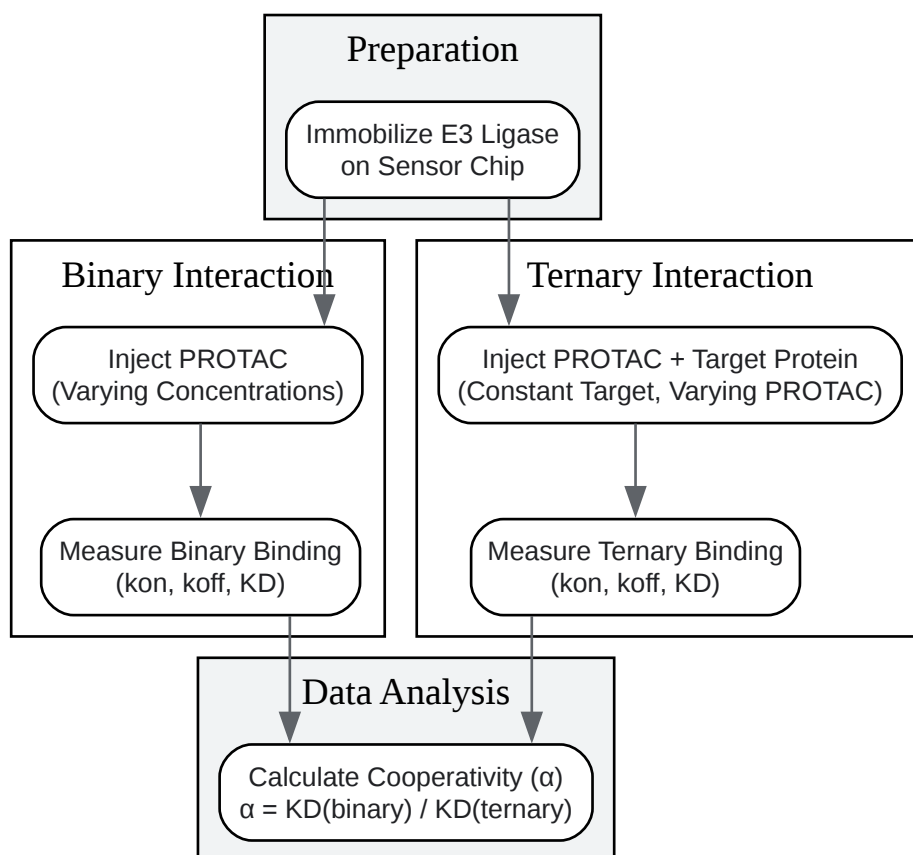 Preparation
Immobilize E3 Ligase
on Sensor Chip
Binary Interaction
Inject PROTAC
(Varying Concentrations)
Measure Binary Binding
(kon, koff, KD)
Ternary Interaction
Inject PROTAC + Target Protein
(Constant Target, Varying PROTAC)
Measure Ternary Binding
(kon, koff, KD)
Data Analysis
Calculate Cooperativity (α)
α = KD(binary) / KD(ternary)